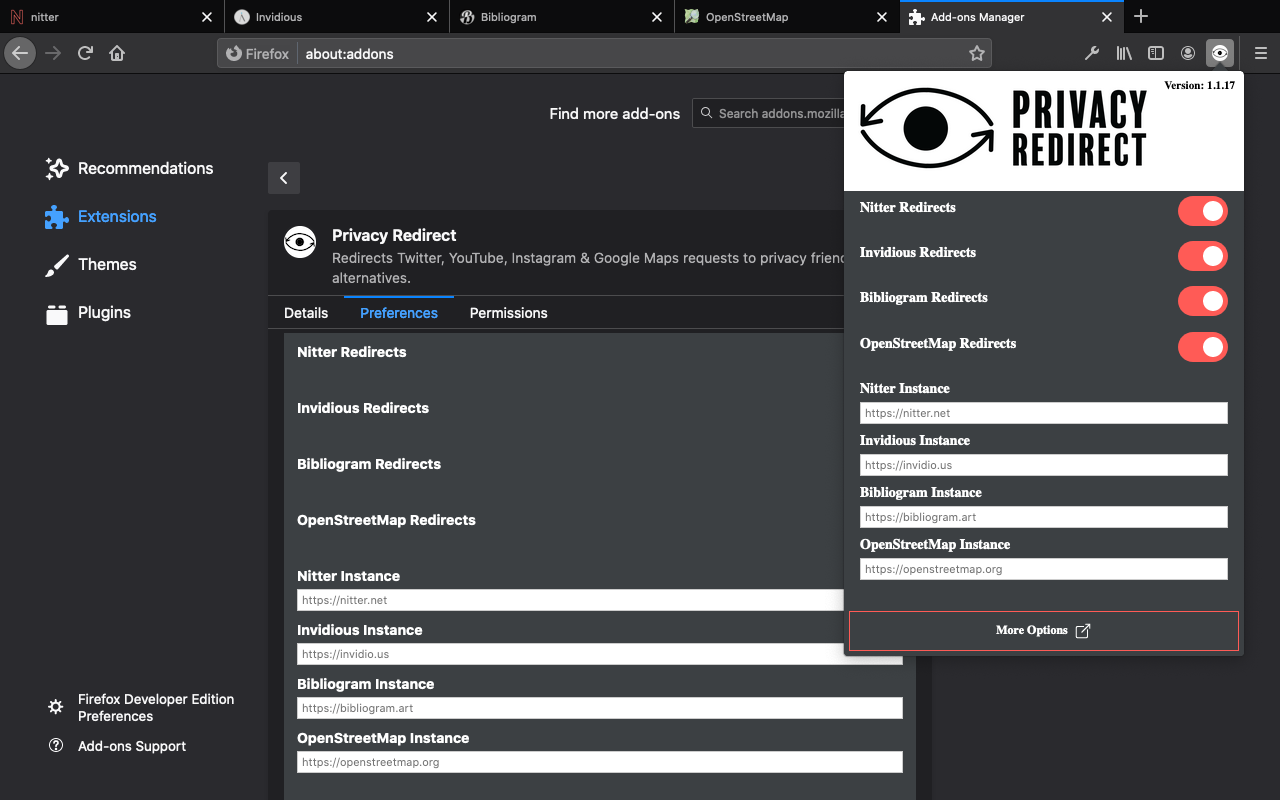 nitter
Invidious
Bibliogram
OpenStreetMap
Add-ons Manager
Firefox
about:addons
Find more add-ons
Search addons.mozilla
Recommendations
Extensions
Themes
Plugins
Firefox Developer Edition
Preferences
Add-ons Support
Privacy Redirect
Redirects Twitter, YouTube, Instagram & Google Maps requests to privacy friend
alternatives.
Details
Preferences
Permissions
Nitter Redirects
Invidious Redirects
Bibliogram Redirects
OpenStreetMap Redirects
Nitter Instance
https://nitter.net
Invidious Instance
https://invidio.us
Bibliogram Instance
https://bibliogram.art
OpenStreetMap Instance
https://openstreetmap.org
Version: 1.1.17
PRIVACY
REDIRECT
Nitter Redirects
Invidious Redirects
Bibliogram Redirects
OpenStreetMap Redirects
Nitter Instance
https://nitter.net
Invidious Instance
https://invidio.us
Bibliogram Instance
https://bibliogram.art
OpenStreetMap Instance
https://openstreetmap.org
More Options